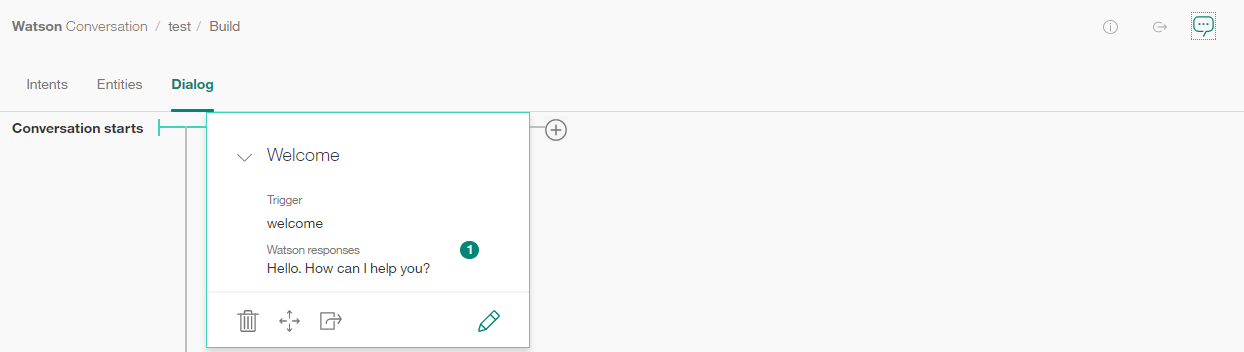 Watson Conversation / test / Build
Intents Entities Dialog
Conversation starts
Welcome
Trigger
welcome
Watson responses 1
Hello. How can I help you?